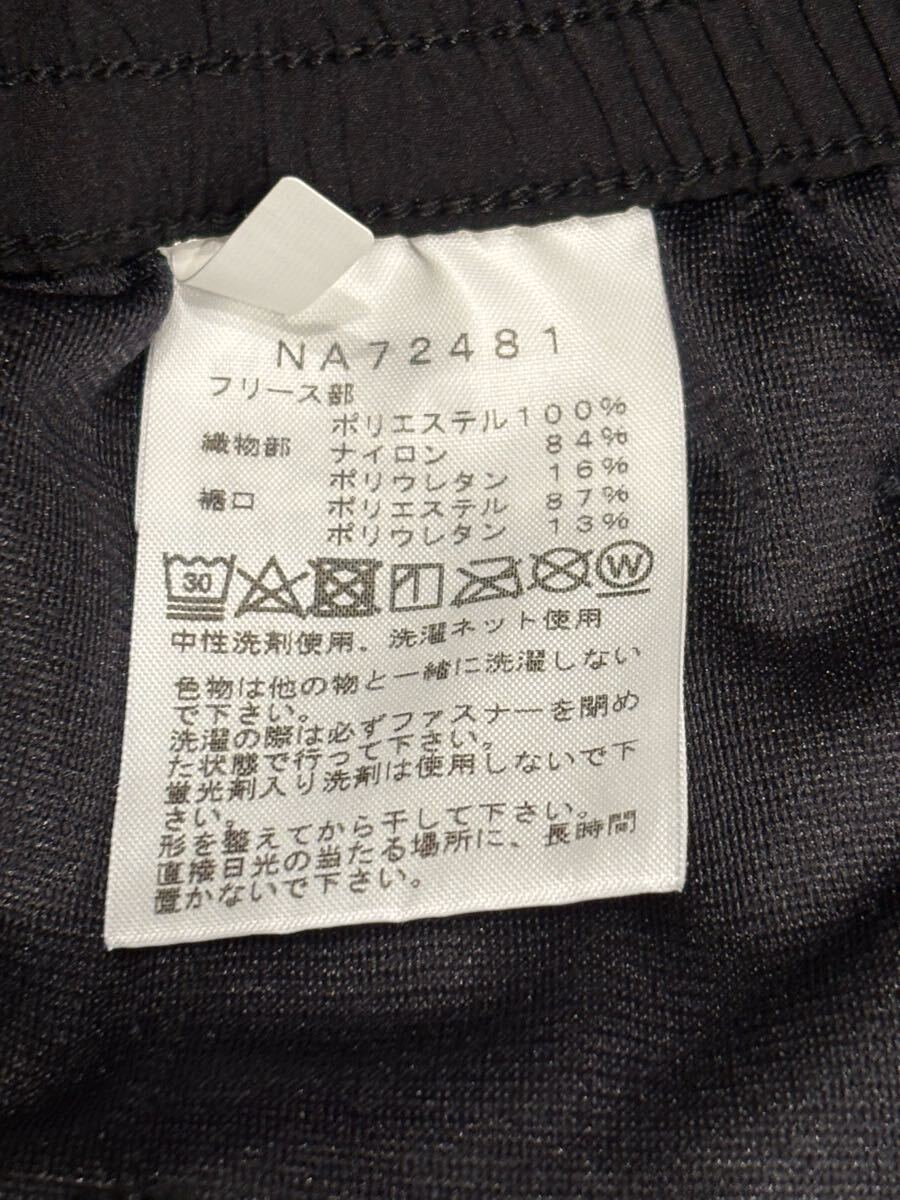 NA72481
フリース部
ポリエステル100%
織物部 ナイロン 84%
ポリウレタン 16%
裾口 ポリエステル 87%
ポリウレタン 13%
30 W
中性洗剤使用、洗濯ネット使用
色物は他の物と一緒に洗濯しない
で下さい。
洗濯の際は必ずファスナーを閉め
た状態で行って下さい。
蛍光剤入り洗剤は使用しないで下
さい。
形を整えてから干して下さい。
直接日光の当たる場所に、長時間
置かないで下さい。